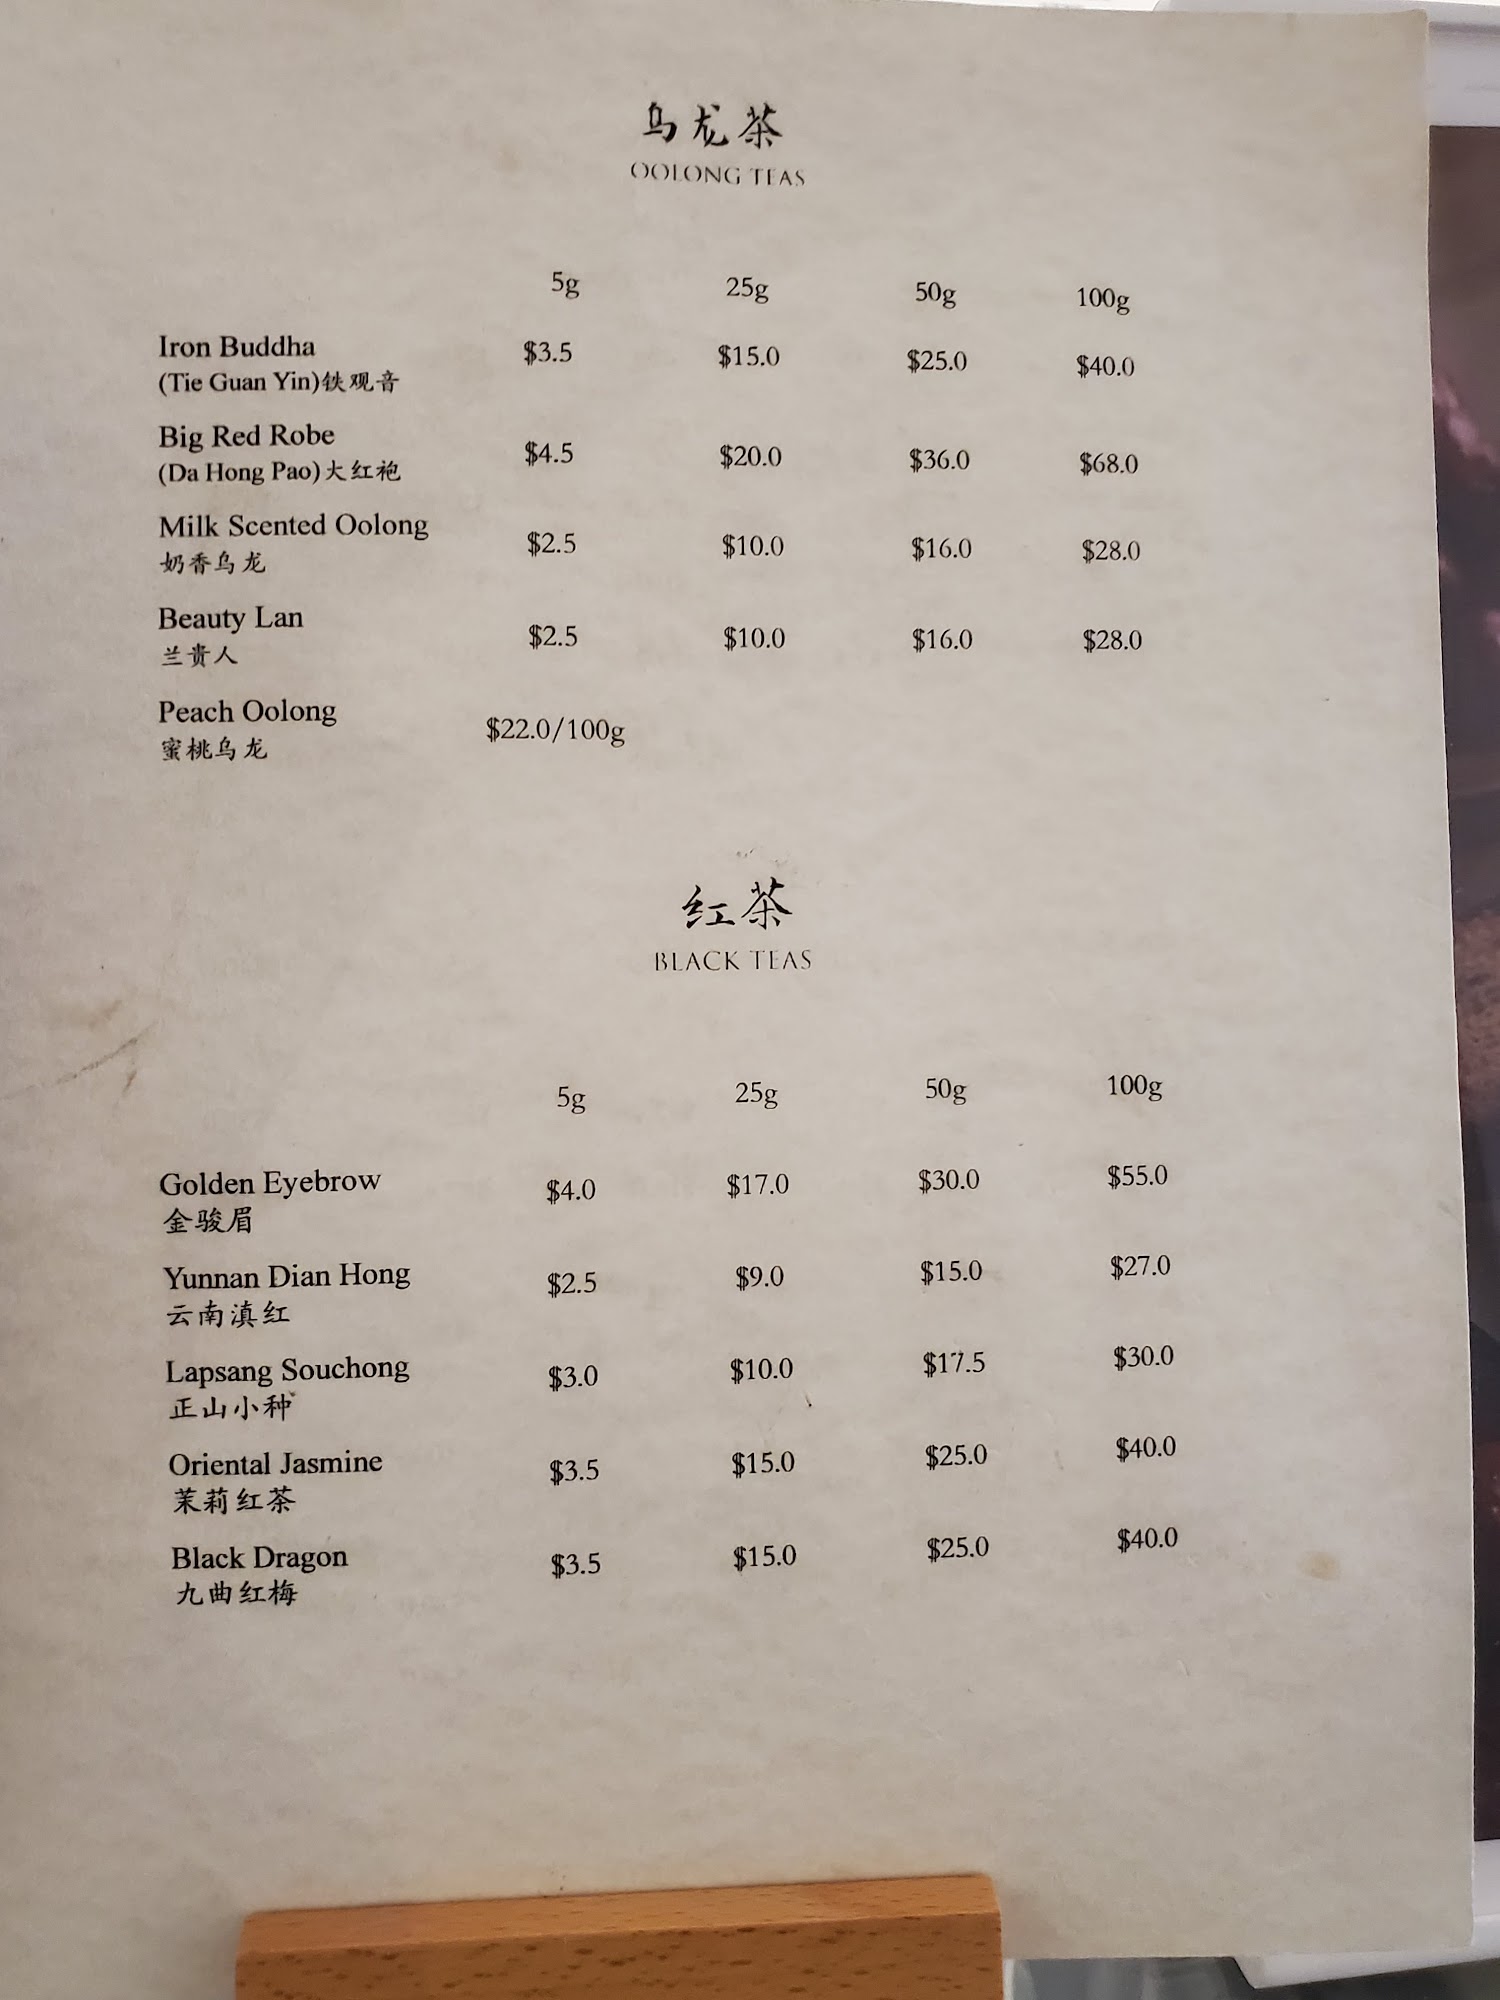 乌龙茶
OOLONG TEAS
5g 25g 50g 100g
Iron Buddha $3.5 $15.0 $25.0 $40.0
(Tie Guan Yin)铁观音
Big Red Robe $4.5 $20.0 $36.0 $68.0
(Da Hong Pao)大红袍
Milk Scented Oolong $2.5 $10.0 $16.0 $28.0
奶香乌龙
Beauty Lan $2.5 $10.0 $16.0 $28.0
兰贵人
Peach Oolong $22.0/100g
蜜桃乌龙
红茶
BLACK TEAS
5g 25g 50g 100g
Golden Eyebrow $4.0 $17.0 $30.0 $55.0
金骏眉
Yunnan Dian Hong $2.5 $9.0 $15.0 $27.0
云南滇红
Lapsang Souchong $3.0 $10.0 $17.5 $30.0
正山小种
Oriental Jasmine $3.5 $15.0 $25.0 $40.0
茉莉红茶
Black Dragon $3.5 $15.0 $25.0 $40.0
九曲红梅